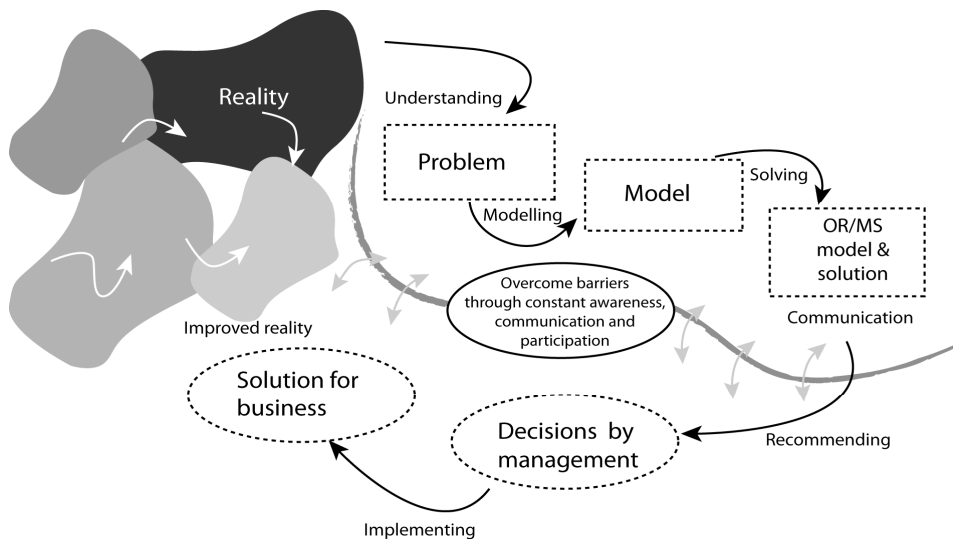 Reality
Understanding
Problem
Modelling
Model
Solving
OR/MS
model &
solution
Overcome barriers
through constant awareness,
communication and
participation
Communication
Improved reality
Solution for
business
Decisions by
management
Recommending
Implementing